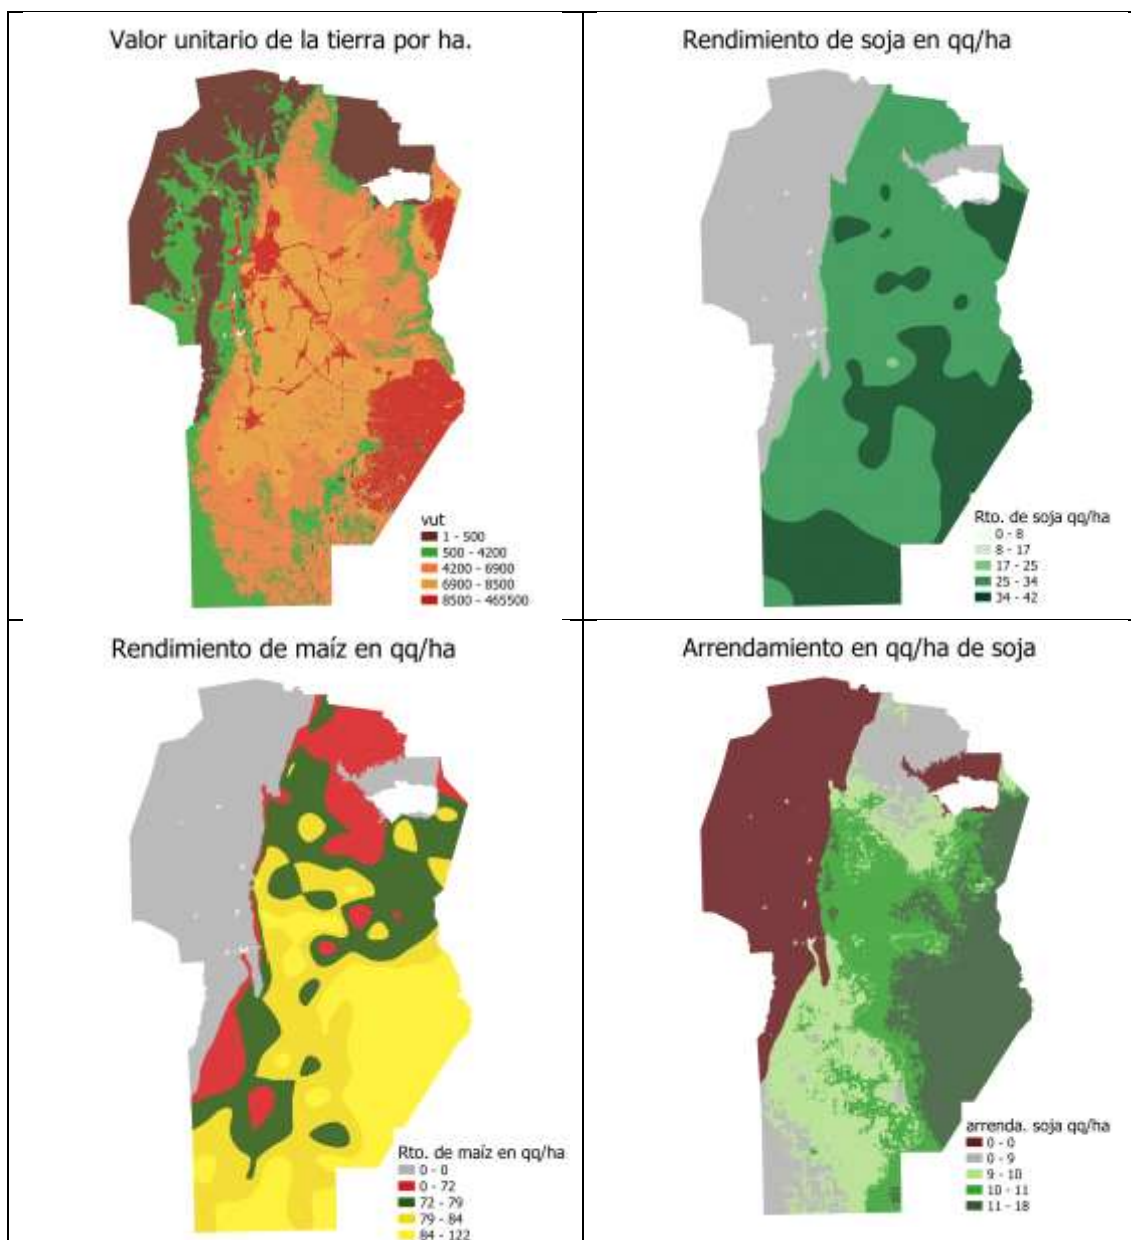 Valor unitario de la tierra por ha.
vut
1 - 500
500 - 4200
4200 - 6900
6900 - 8500
8500 - 465500
Rendimiento de soja en qq/ha
Rto. de soja qq/ha
0 - 8
8 - 17
17 - 25
25 - 34
34 - 42
Rendimiento de maíz en qq/ha
Rto. de maíz en qq/ha
0 - 0
0 - 72
72 - 79
79 - 84
84 - 122
Arrendamiento en qq/ha de soja
arrenda. soja qq/ha
0 - 0
0 - 9
9 - 10
10 - 11
11 - 18